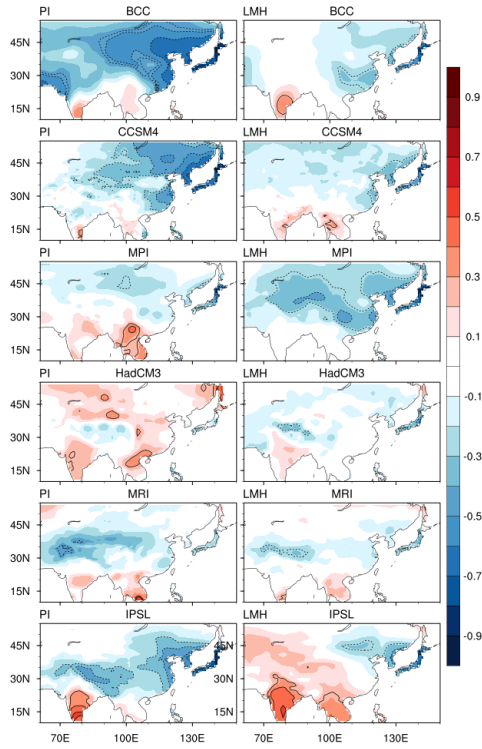 PI BCC LMH BCC
45N
30N
15N
PI CCSM4 LMH CCSM4
45N
30N
15N
PI MPI LMH MPI
45N
30N
15N
PI HadCM3 LMH HadCM3
45N
30N
15N
PI MRI LMH MRI
45N
30N
15N
PI IPSL LMH IPSL
45N 45N
30N 30N
15N 15N
70E 100E 130E 70E 100E 130E
0.9
0.7
0.5
0.3
0.1
-0.1
-0.3
-0.5
-0.7
-0.9